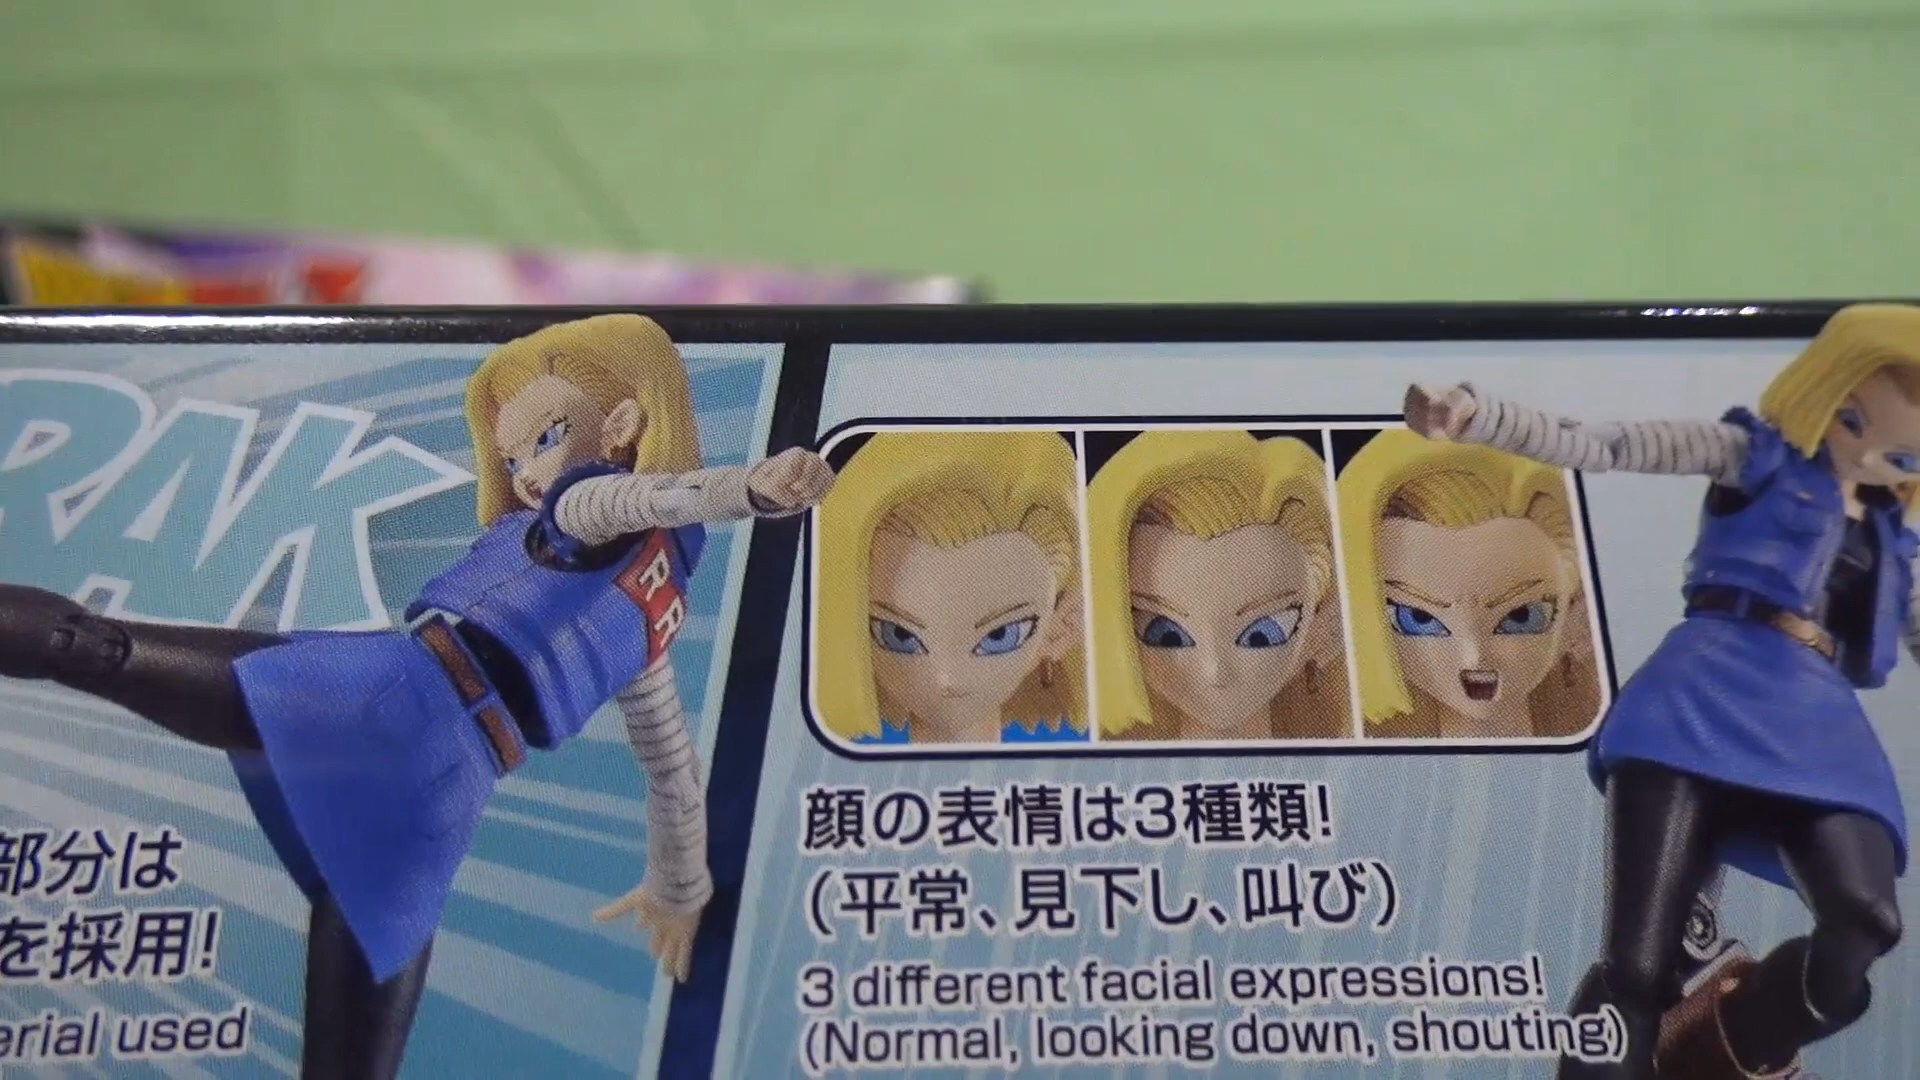 RAK
RR
部分は
を採用!
erial used
顔の表情は3種類!
(平常、見下し、叫び)
3 different facial expressions!
(Normal, looking down, shouting)